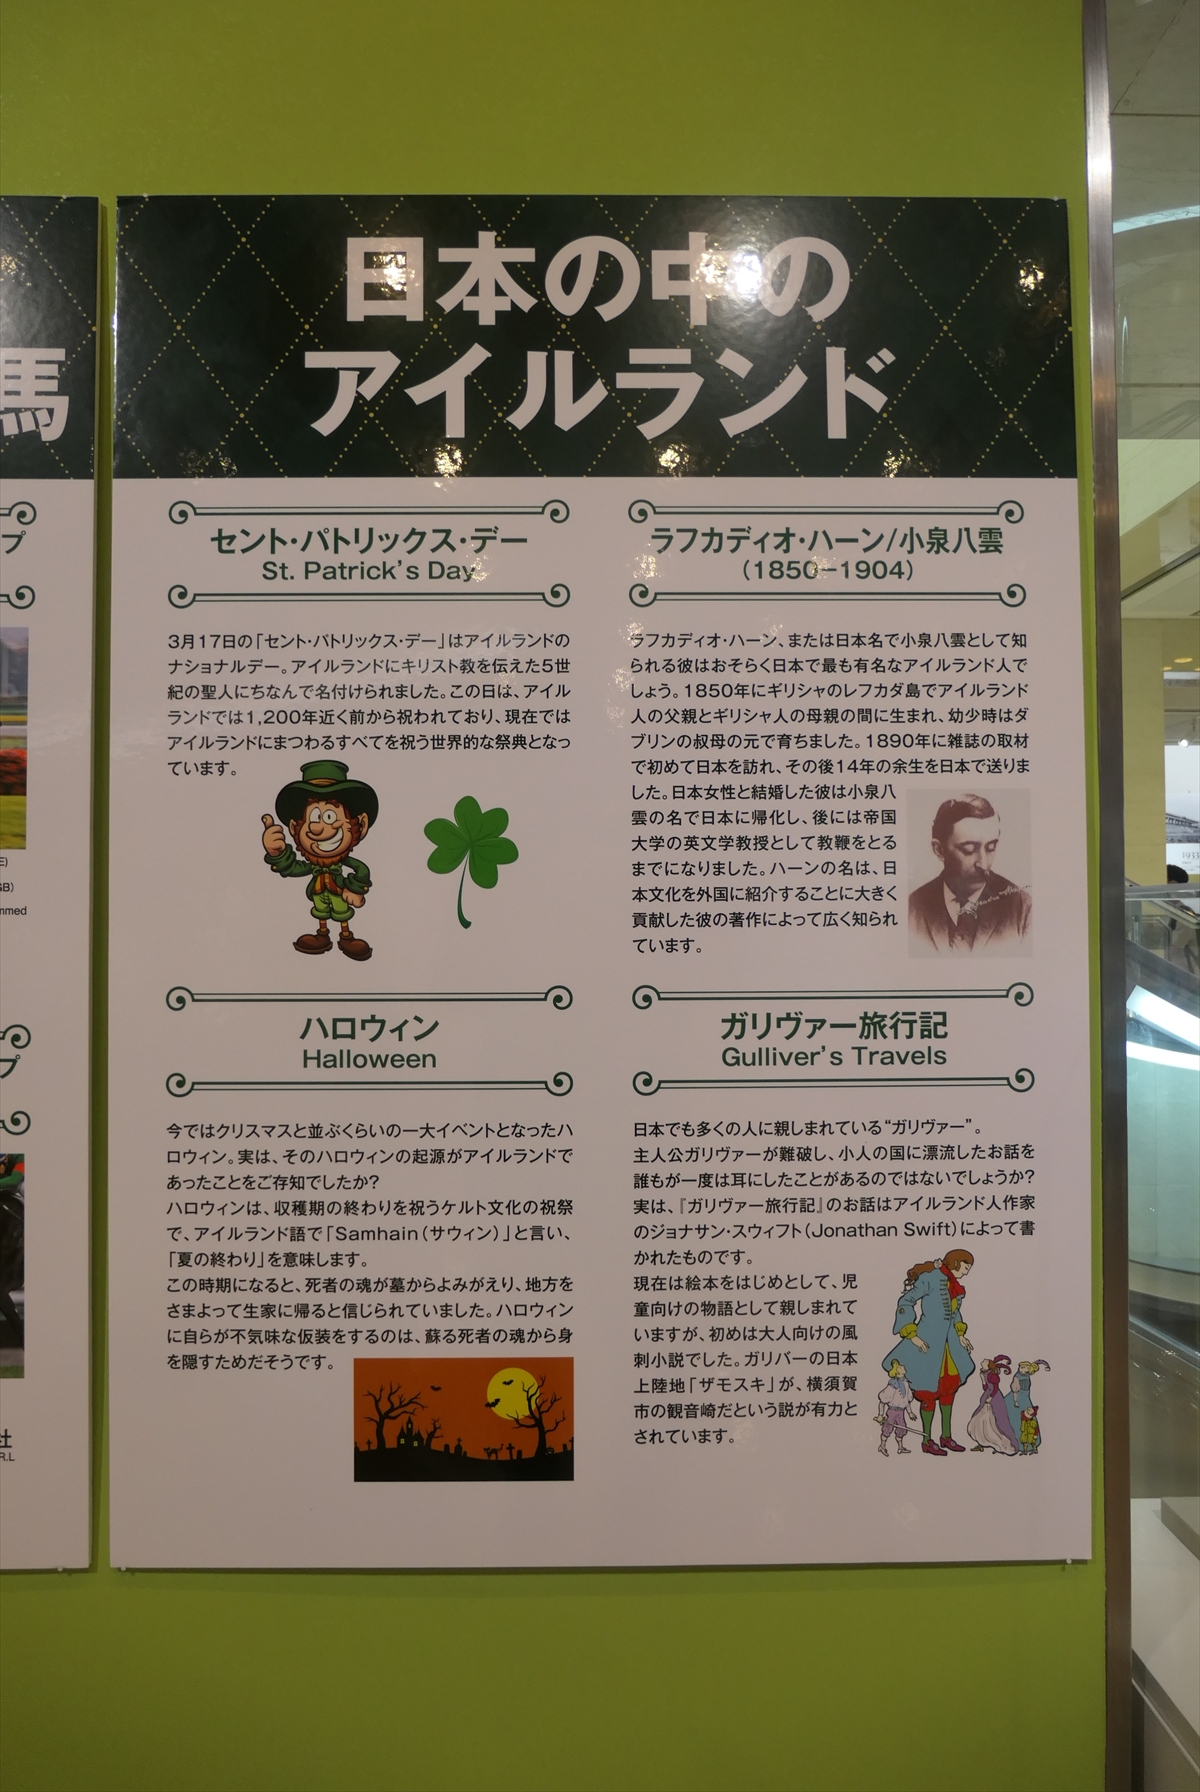 馬
プ
E)
GB)
mmed
プ
社
R.L
日本の中の
アイルランド
セント・パトリックス・デー
St. Patrick's Day
3月17日の「セント・パトリックス・デー」はアイルランドの
ナショナルデー。アイルランドにキリスト教を伝えた5世
紀の聖人にちなんで名付けられました。この日は、アイル
ランドでは1,200年近く前から祝われており、現在では
アイルランドにまつわるすべてを祝う世界的な祭典となっ
ています。
ラフカディオ・ハーン/小泉八雲
(1850−1904)
ラフカディオ・ハーン、または日本名で小泉八雲として知
られる彼はおそらく日本で最も有名なアイルランド人で
しょう。1850年にギリシャのレフカダ島でアイルランド
人の父親とギリシャ人の母親の間に生まれ、幼少時はダ
ブリンの叔母の元で育ちました。1890年に雑誌の取材
で初めて日本を訪れ、その後14年の余生を日本で送りま
した。日本女性と結婚した彼は小泉八
雲の名で日本に帰化し、後には帝国
大学の英文学教授として教鞭をとる
までになりました。ハーンの名は、日
本文化を外国に紹介することに大きく
貢献した彼の著作によって広く知られ
ています。
ハロウィン
Halloween
今ではクリスマスと並ぶくらいの一大イベントとなったハ
ロウィン。実は、そのハロウィンの起源がアイルランドで
あったことをご存知でしたか?
ハロウィンは、収穫期の終わりを祝うケルト文化の祝祭
で、アイルランド語で「Samhain(サウィン)」と言い、
「夏の終わり」を意味します。
この時期になると、死者の魂が墓からよみがえり、地方を
さまよって生家に帰ると信じられていました。ハロウィン
に自らが不気味な仮装をするのは、蘇る死者の魂から身
を隠すためだそうです。
ガリヴァー旅行記
Gulliver's Travels
日本でも多くの人に親しまれている“ガリヴァー”。
主人公ガリヴァーが難破し、小人の国に漂流したお話を
誰もが一度は耳にしたことがあるのではないでしょうか?
実は、『ガリヴァー旅行記』のお話はアイルランド人作家
のジョナサン・スウィフト(Jonathan Swift)によって書
かれたものです。
現在は絵本をはじめとして、児
童向けの物語として親しまれて
いますが、初めは大人向けの風
刺小説でした。ガリバーの日本
上陸地「ザモスキ」が、横須賀
市の観音崎だという説が有力と
されています。
1933